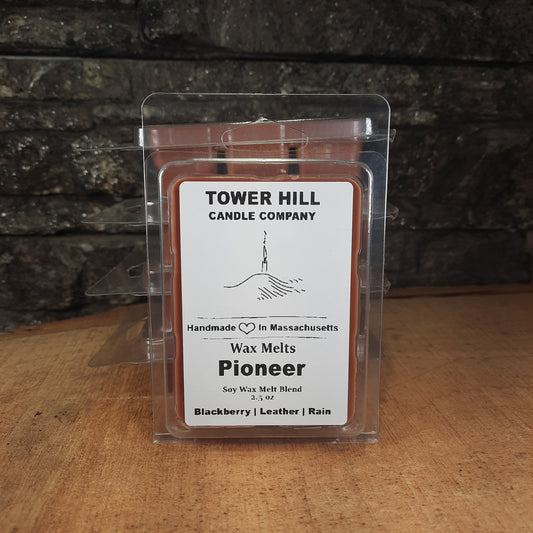 TOWER HILL
CANDLE COMPANY
Handmade In Massachusetts
Wax Melts
Pioneer
Soy Wax Melt Blend
2.5 oz
Blackberry | Leather | Rain